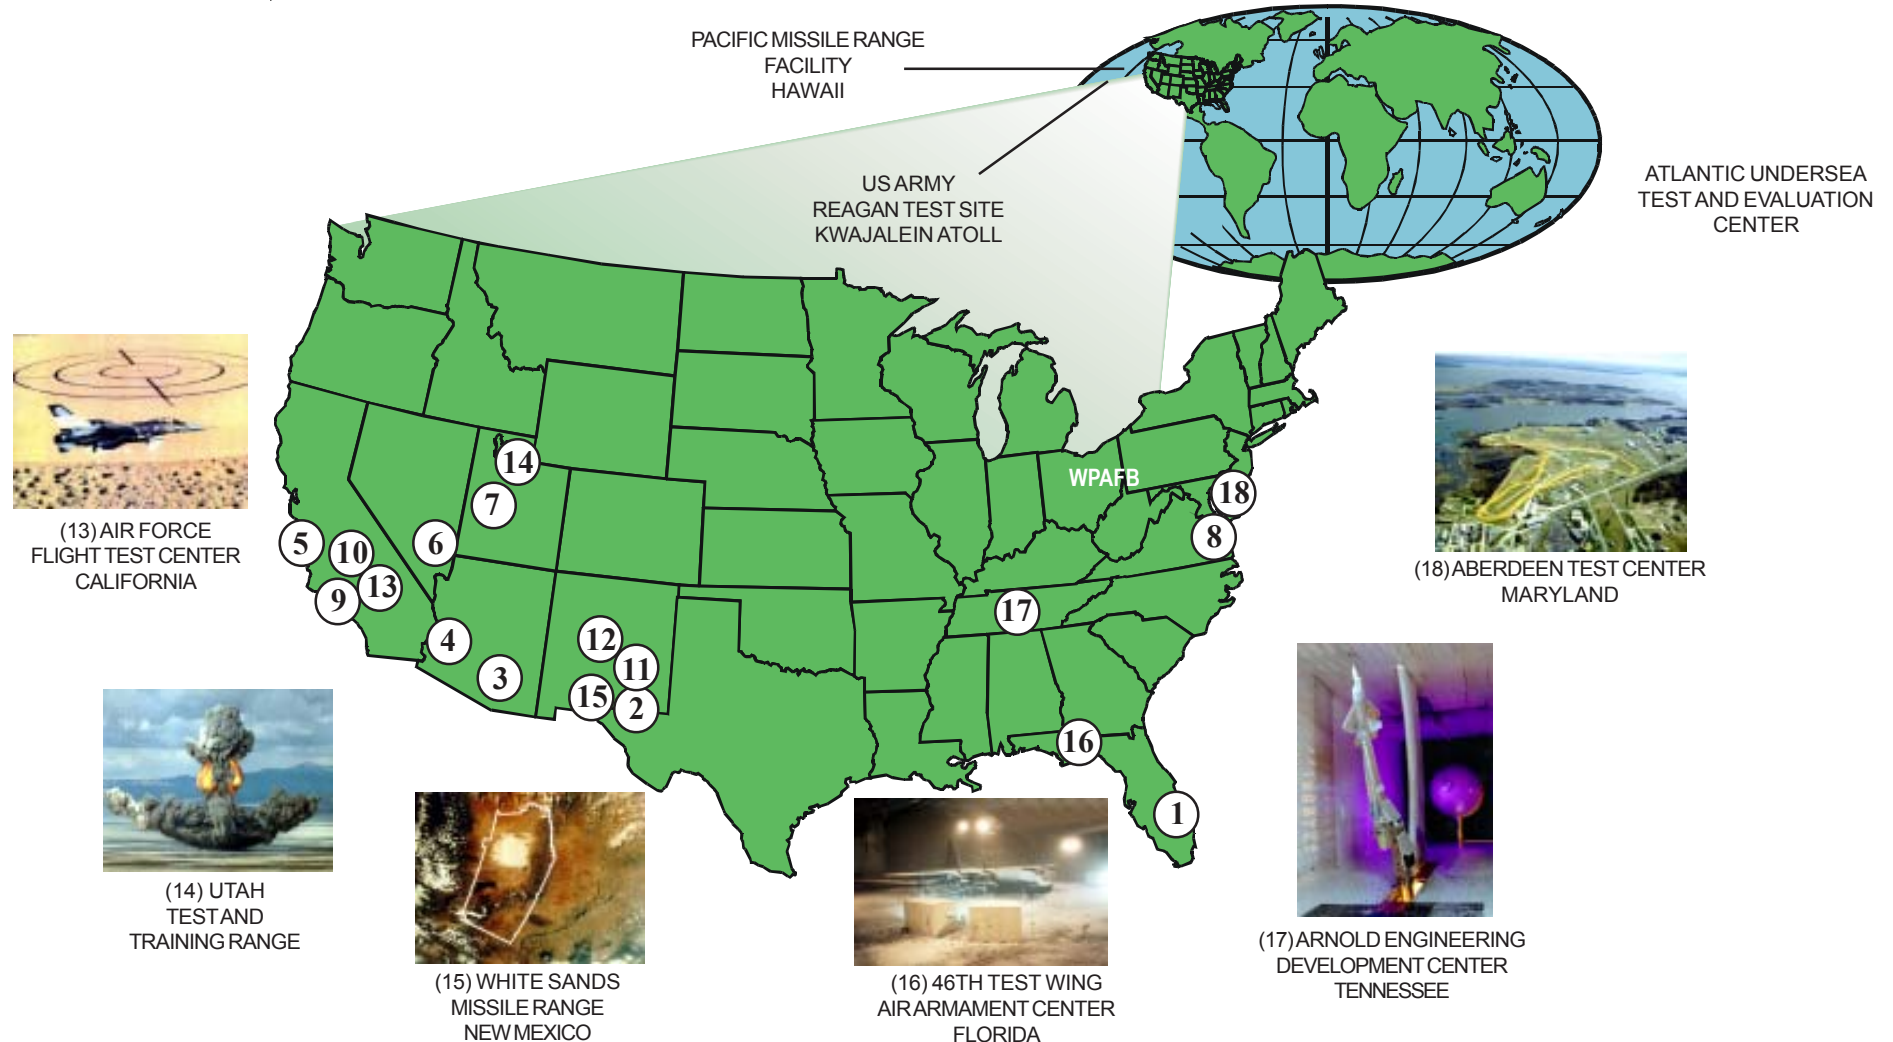 PACIFIC MISSILE RANGE
FACILITY
HAWAII
US ARMY
REAGAN TEST SITE
KWAJALEIN ATOLL
ATLANTIC UNDERSEA
TEST AND EVALUATION
CENTER
(13) AIR FORCE
FLIGHT TEST CENTER
CALIFORNIA
(18) ABERDEEN TEST CENTER
MARYLAND
WPAFB
14
7
18
5
10
6
8
9
13
17
4
12
11
3
15
2
16
1
(14) UTAH
TEST AND
TRAINING RANGE
(15) WHITE SANDS
MISSILE RANGE
NEW MEXICO
(16) 46TH TEST WING
AIR ARMAMENT CENTER
FLORIDA
(17) ARNOLD ENGINEERING
DEVELOPMENT CENTER
TENNESSEE